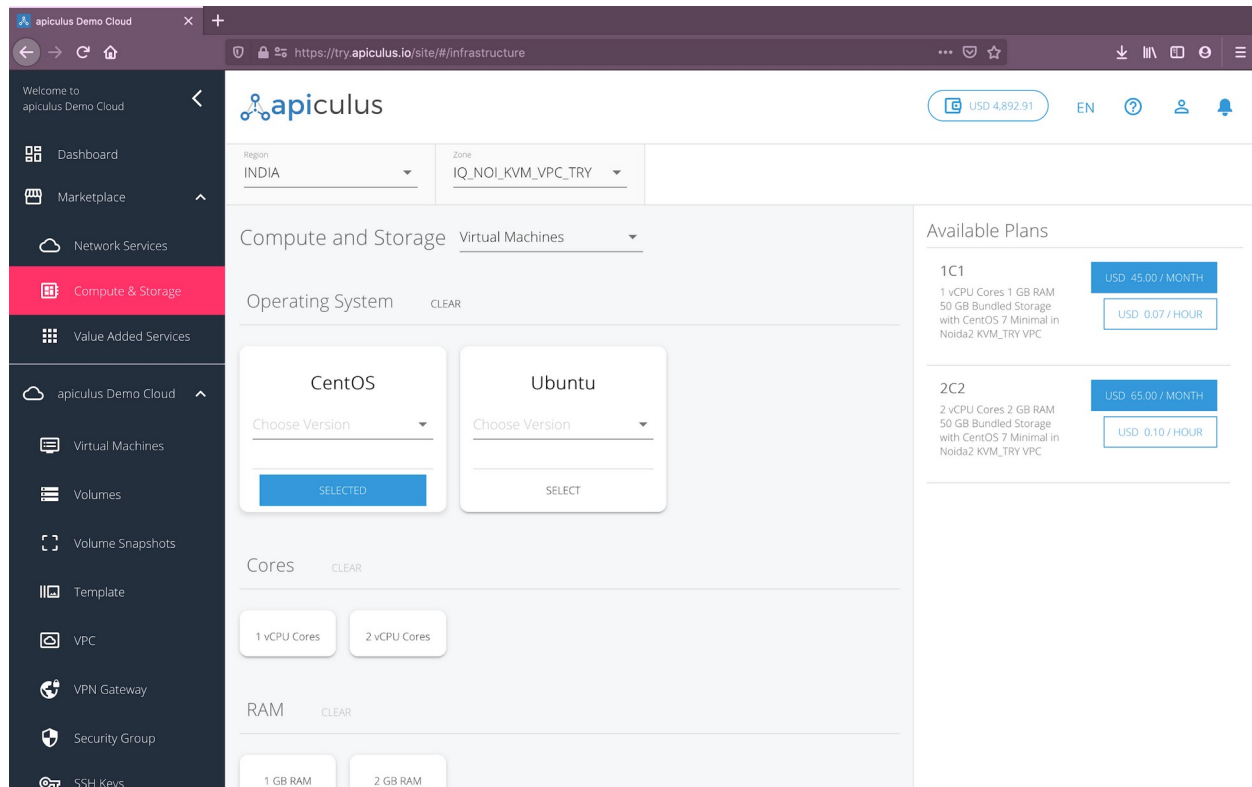 apiculus Demo Cloud
https://try.apiculus.io/site/#/infrastructure
Welcome to
apiculus Demo Cloud
Dashboard
Marketplace
Network Services
Compute & Storage
Value Added Services
apiculus Demo Cloud
Virtual Machines
Volumes
Volume Snapshots
Template
VPC
VPN Gateway
Security Group
SSH Keys
apiculus
USD 4,892.91
EN
Region
INDIA
Zone
IQ_NOI_KVM_VPC_TRY
Compute and Storage Virtual Machines
Operating System CLEAR
CentOS
Choose Version
SELECTED
Ubuntu
Choose Version
SELECT
Cores CLEAR
1 vCPU Cores
2 vCPU Cores
RAM CLEAR
1 GB RAM
2 GB RAM
Available Plans
1C1
1 vCPU Cores 1 GB RAM
50 GB Bundled Storage
with CentOS 7 Minimal in
Noida2 KVM_TRY VPC
USD 45.00 / MONTH
USD 0.07 / HOUR
2C2
2 vCPU Cores 2 GB RAM
50 GB Bundled Storage
with CentOS 7 Minimal in
Noida2 KVM_TRY VPC
USD 65.00 / MONTH
USD 0.10 / HOUR